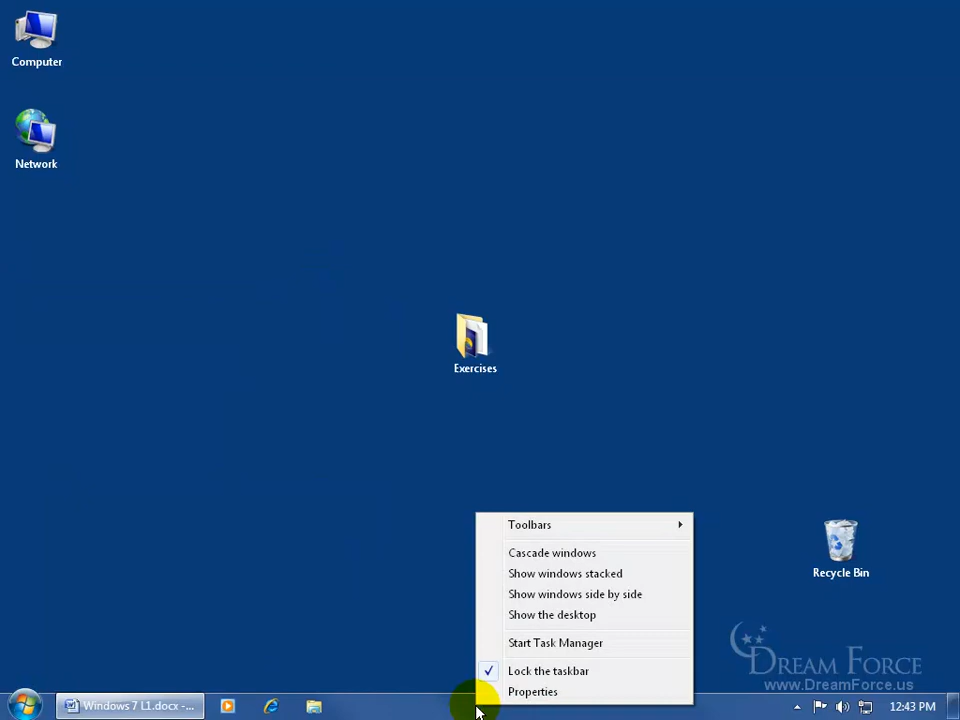 Computer
Network
Exercises
Toolbars
Cascade windows
Show windows stacked
Show windows side by side
Show the desktop
Start Task Manager
Lock the taskbar
Properties
Recycle Bin
DREAM FORCE
www.DreamForce.us
Windows 7 L1.docx -...
12:43 PM